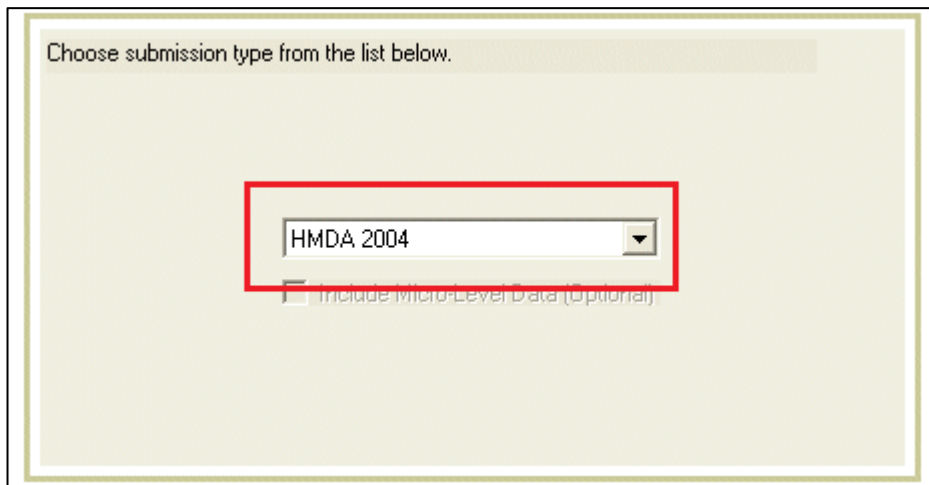 Choose submission type from the list below.
HMDA 2004
Include Micro-Level Data (Optional)